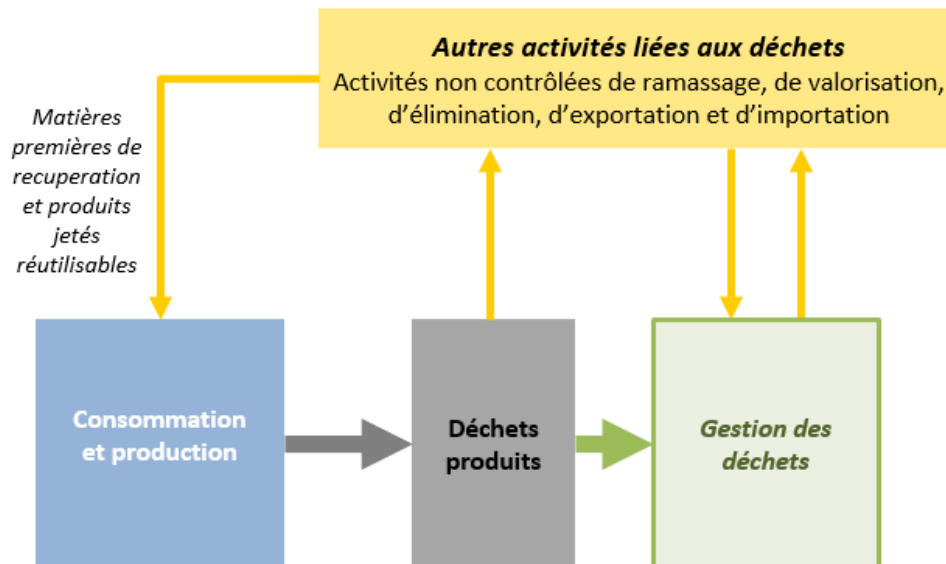 Autres activités liées aux déchets
Activités non contrôlées de ramassage, de valorisation,
d’élimination, d’exportation et d’importation
Matières
premières de
recuperation
et produits
jetés
réutilisables
Consommation
et production
Déchets
produits
Gestion des
déchets